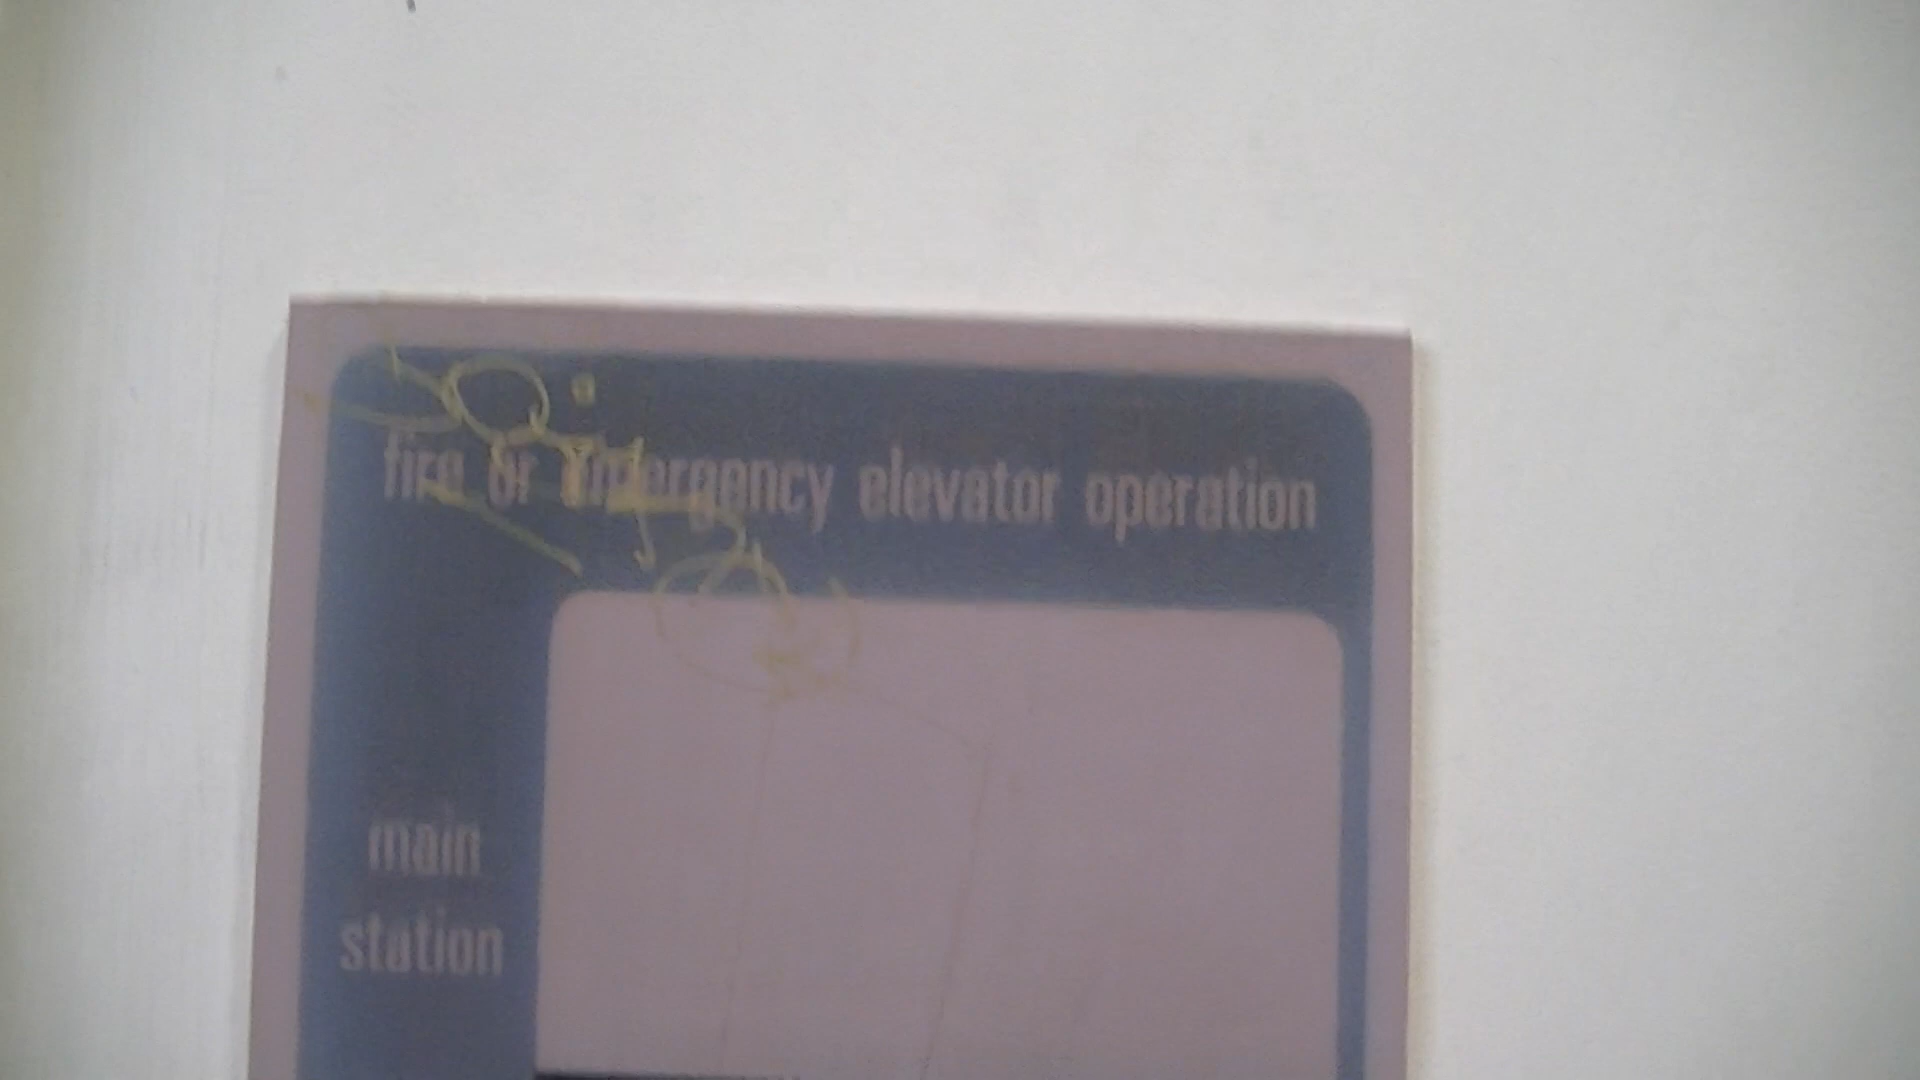 fire or emergency elevator operation
main
station